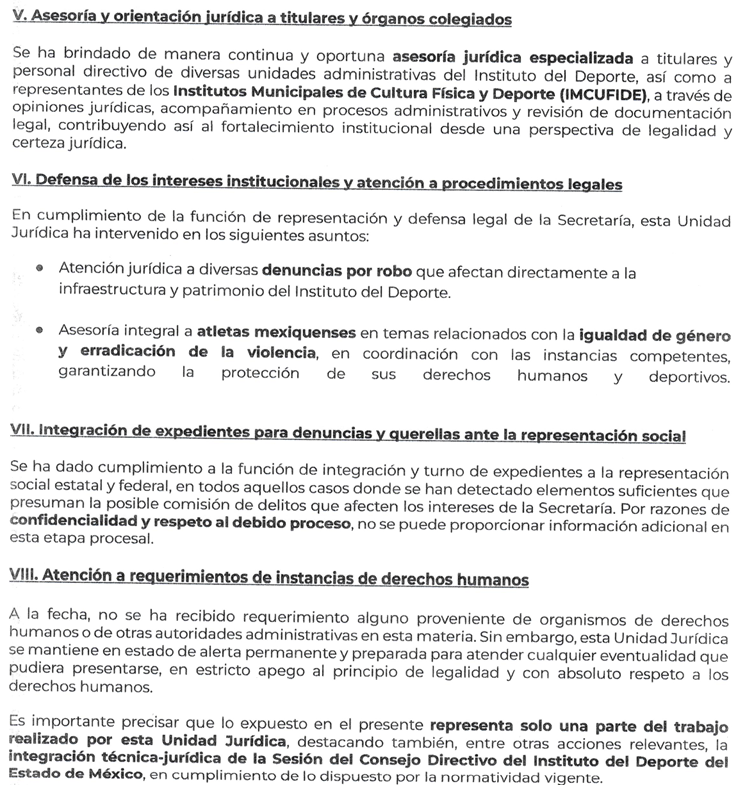 V. Asesoría y orientación jurídica a titulares y órganos colegiados
Se ha brindado de manera continua y oportuna asesoría jurídica especializada a titulares y
personal directivo de diversas unidades administrativas del Instituto del Deporte, así como a
representantes de los Institutos Municipales de Cultura Física y Deporte (IMCUFIDE), a través de
opiniones jurídicas, acompañamiento en procesos administrativos y revisión de documentación
legal, contribuyendo así al fortalecimiento institucional desde una perspectiva de legalidad y
certeza jurídica.
VI. Defensa de los intereses institucionales y atención a procedimientos legales
En cumplimiento de la función de representación y defensa legal de la Secretaría, esta Unidad
Jurídica ha intervenido en los siguientes asuntos:
• Atención jurídica a diversas denuncias por robo que afectan directamente a la
infraestructura y patrimonio del Instituto del Deporte.
• Asesoría integral a atletas mexiquenses en temas relacionados con la igualdad de género
y erradicación de la violencia, en coordinación con las instancias competentes,
garantizando la protección de sus derechos humanos y deportivos.
VII. Integración de expedientes para denuncias y querellas ante la representación social
Se ha dado cumplimiento a la función de integración y turno de expedientes a la representación
social estatal y federal, en todos aquellos casos donde se han detectado elementos suficientes que
presuman la posible comisión de delitos que afecten los intereses de la Secretaría. Por razones de
confidencialidad y respeto al debido proceso, no se puede proporcionar información adicional en
esta etapa procesal.
VIII. Atención a requerimientos de instancias de derechos humanos
A la fecha, no se ha recibido requerimiento alguno proveniente de organismos de derechos
humanos o de otras autoridades administrativas en esta materia. Sin embargo, esta Unidad Jurídica
se mantiene en estado de alerta permanente y preparada para atender cualquier eventualidad que
pudiera presentarse, en estricto apego al principio de legalidad y con absoluto respeto a los
derechos humanos.
Es importante precisar que lo expuesto en el presente representa solo una parte del trabajo
realizado por esta Unidad Jurídica, destacando también, entre otras acciones relevantes, la
integración técnica-jurídica de la Sesión del Consejo Directivo del Instituto del Deporte del
Estado de México, en cumplimiento de lo dispuesto por la normatividad vigente.